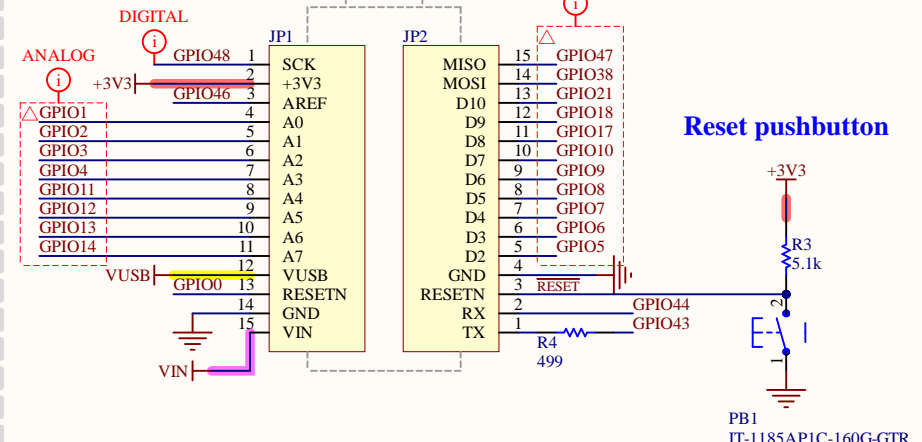 DIGITAL
i
i
ANALOG
i
JP1
JP2
GPIO48 1 SCK
+3V3 2 +3V3
GPIO46 3 AREF
GPIO1 4 A0
GPIO2 5 A1
GPIO3 6 A2
GPIO4 7 A3
GPIO11 8 A4
GPIO12 9 A5
GPIO13 10 A6
GPIO14 11 A7
VUSB 12 VUSB
GPIO0 13 RESETN
14 GND
15 VIN
VIN
MISO 15 GPIO47
MOSI 14 GPIO38
D10 13 GPIO21
D9 12 GPIO18
D8 11 GPIO17
D7 10 GPIO10
D6 9 GPIO9
D5 8 GPIO8
D4 7 GPIO7
D3 6 GPIO6
D2 5 GPIO5
GND 4
RESETN 3 RESET
RX 2 GPIO44
TX 1 GPIO43
R4
499
Reset pushbutton
+3V3
R3
5.1k
2
1
PB1
JT-1185AP1C-160G-GTR